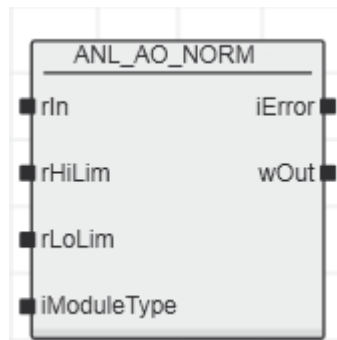 ANL_AO_NORM
rIn iError
rHiLim wOut
rLoLim
iModuleType